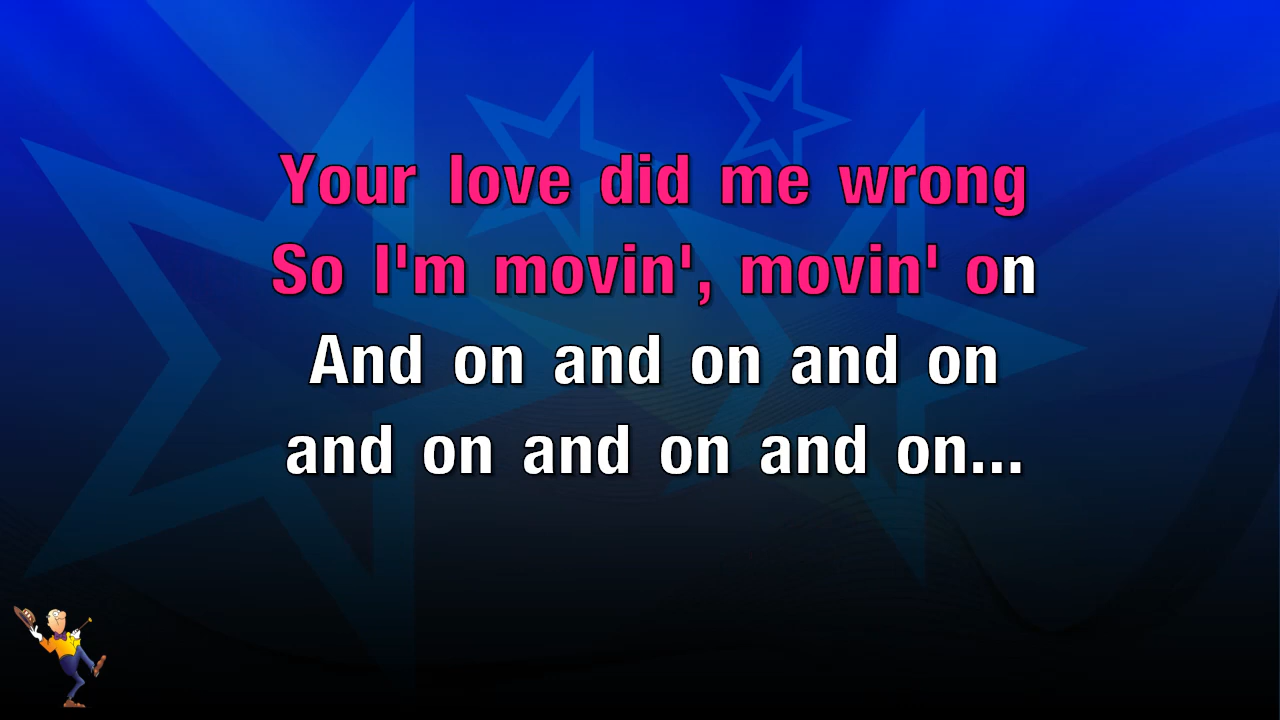 Your love did me wrong
So I'm movin', movin' on
And on and on and on
and on and on and on...